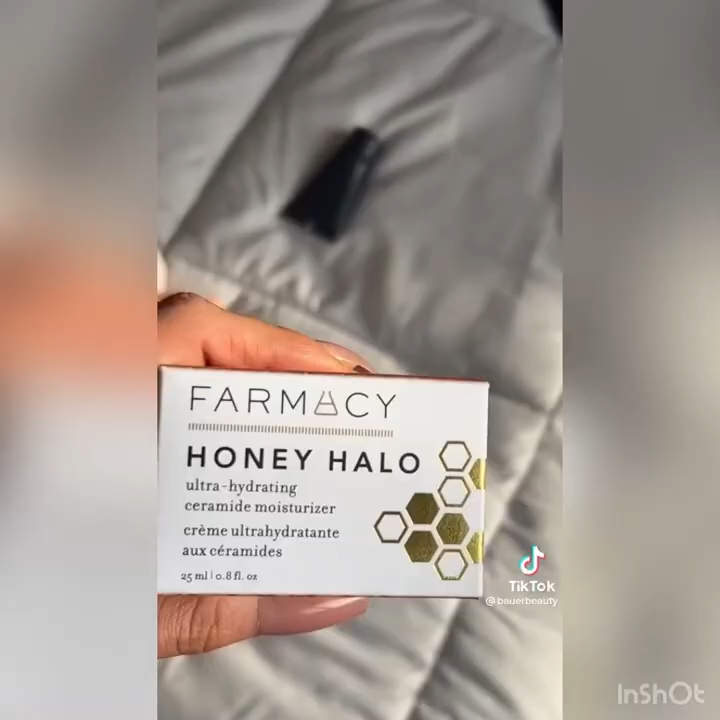 FARMACY
HONEY HALO
ultra-hydrating
ceramide moisturizer
crème ultrahydratante
aux céramides
25 ml | 0.8 fl. oz
TikTok
@bauerbeauty
InShOt